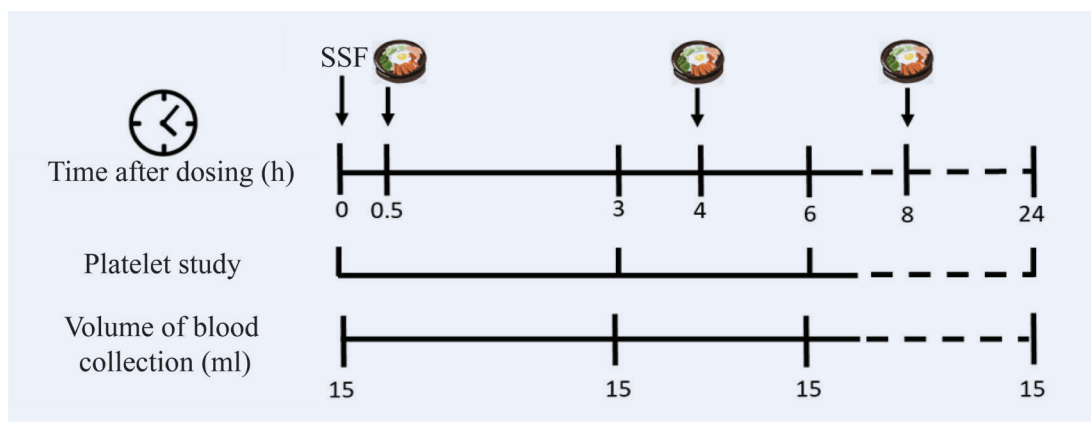 SSF
Time after dosing (h)
0 0.5 3 4 6 8 24
Platelet study
Volume of blood
collection (ml)
15 15 15 15